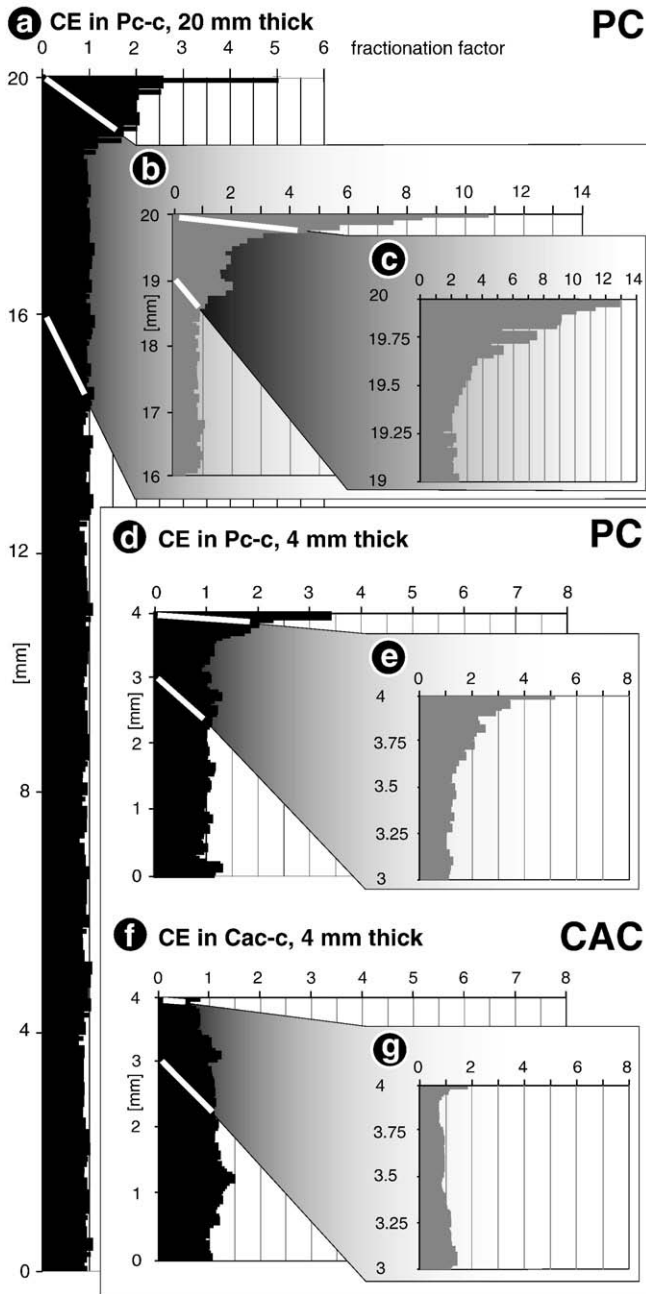 a CE in Pc-c, 20 mm thick PC
0 1 2 3 4 5 6 fractionation factor
20
16
12
8
4
0
[mm]
b
0 2 4 6 8 10 12 14
20
19
18
17
16
[mm]
c
0 2 4 6 8 10 12 14
20
19.75
19.5
19.25
19
d CE in Pc-c, 4 mm thick PC
0 1 2 3 4 5 6 7 8
4
3
2
1
0
[mm]
e
0 2 4 6 8
4
3.75
3.5
3.25
3
f CE in Cac-c, 4 mm thick CAC
0 1 2 3 4 5 6 7 8
4
3
2
1
0
[mm]
g
0 2 4 6 8
4
3.75
3.5
3.25
3